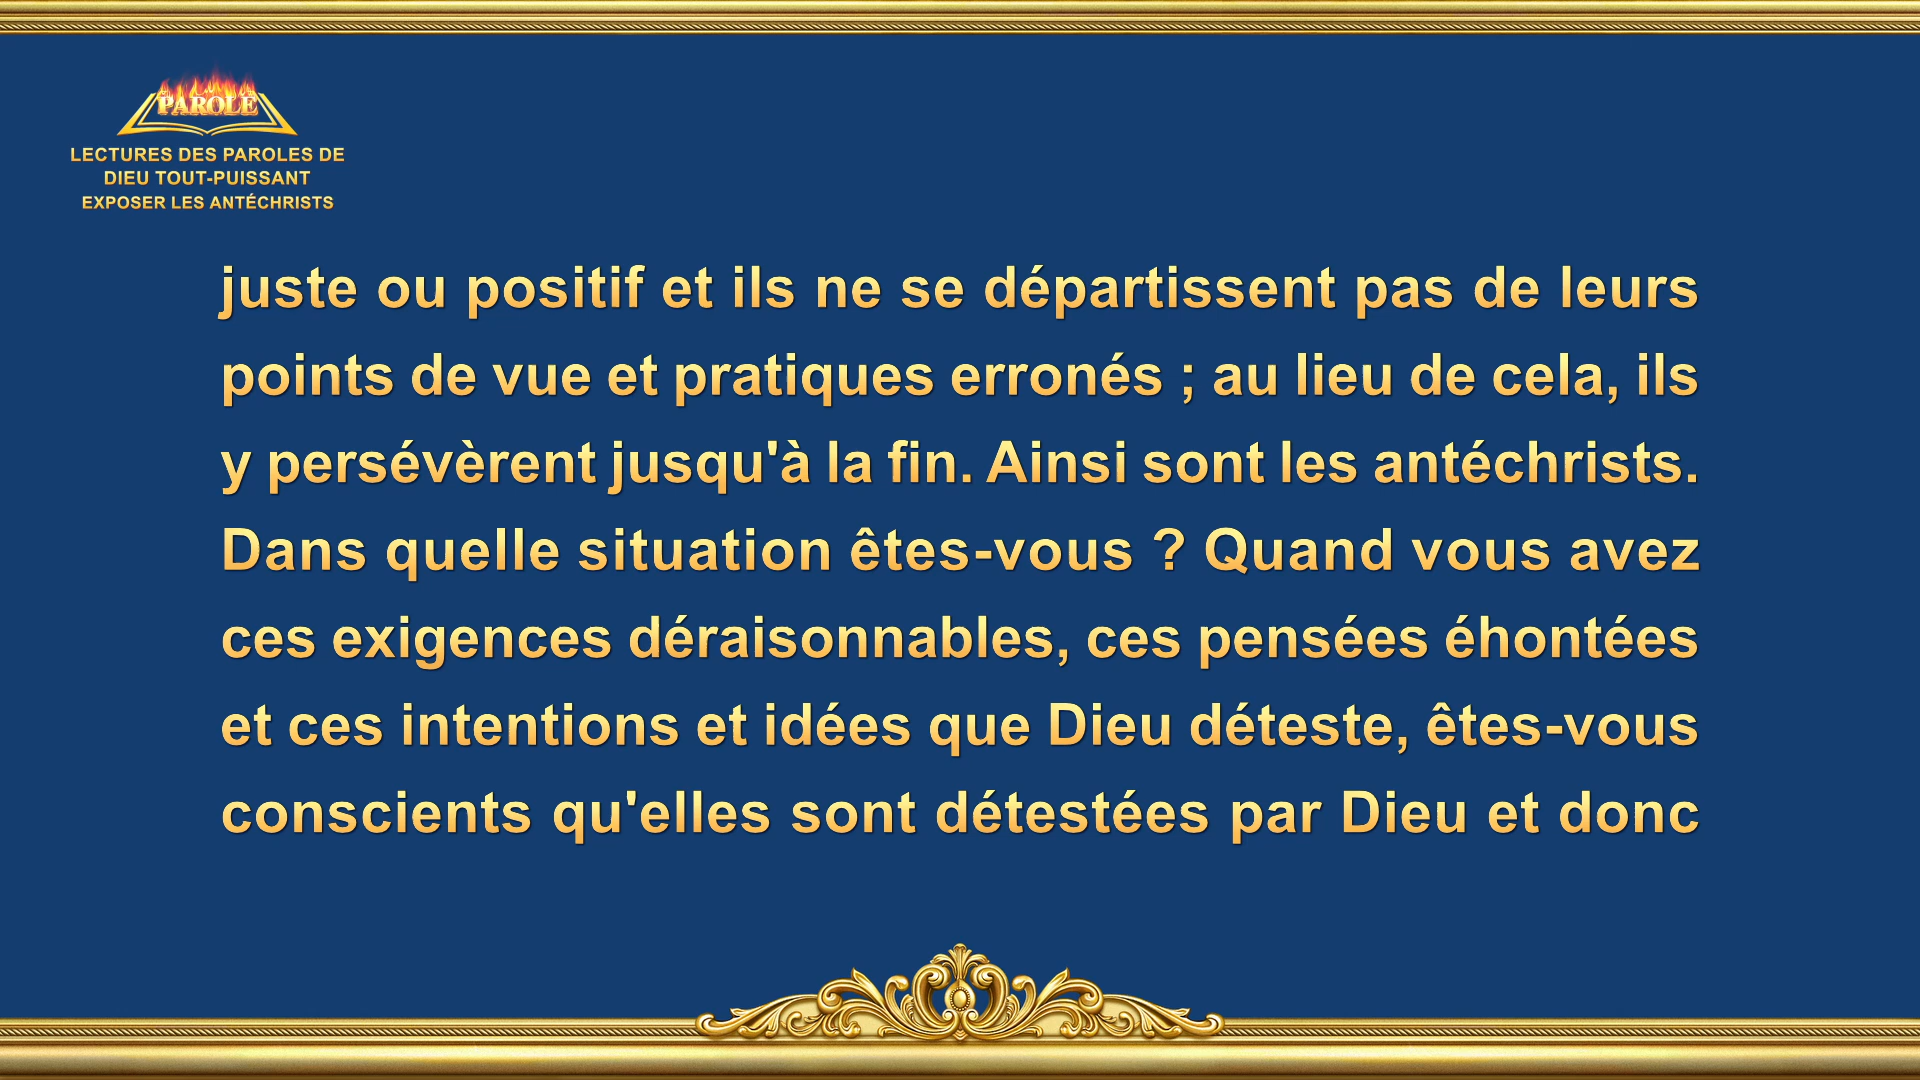 PAROLE
LECTURES DES PAROLES DE
DIEU TOUT-PUISSANT
EXPOSER LES ANTÉCHRISTS
juste ou positif et ils ne se départissent pas de leurs
points de vue et pratiques erronés ; au lieu de cela, ils
y persévèrent jusqu'à la fin. Ainsi sont les antéchrists.
Dans quelle situation êtes-vous ? Quand vous avez
ces exigences déraisonnables, ces pensées éhontées
et ces intentions et idées que Dieu déteste, êtes-vous
conscients qu'elles sont détestées par Dieu et donc